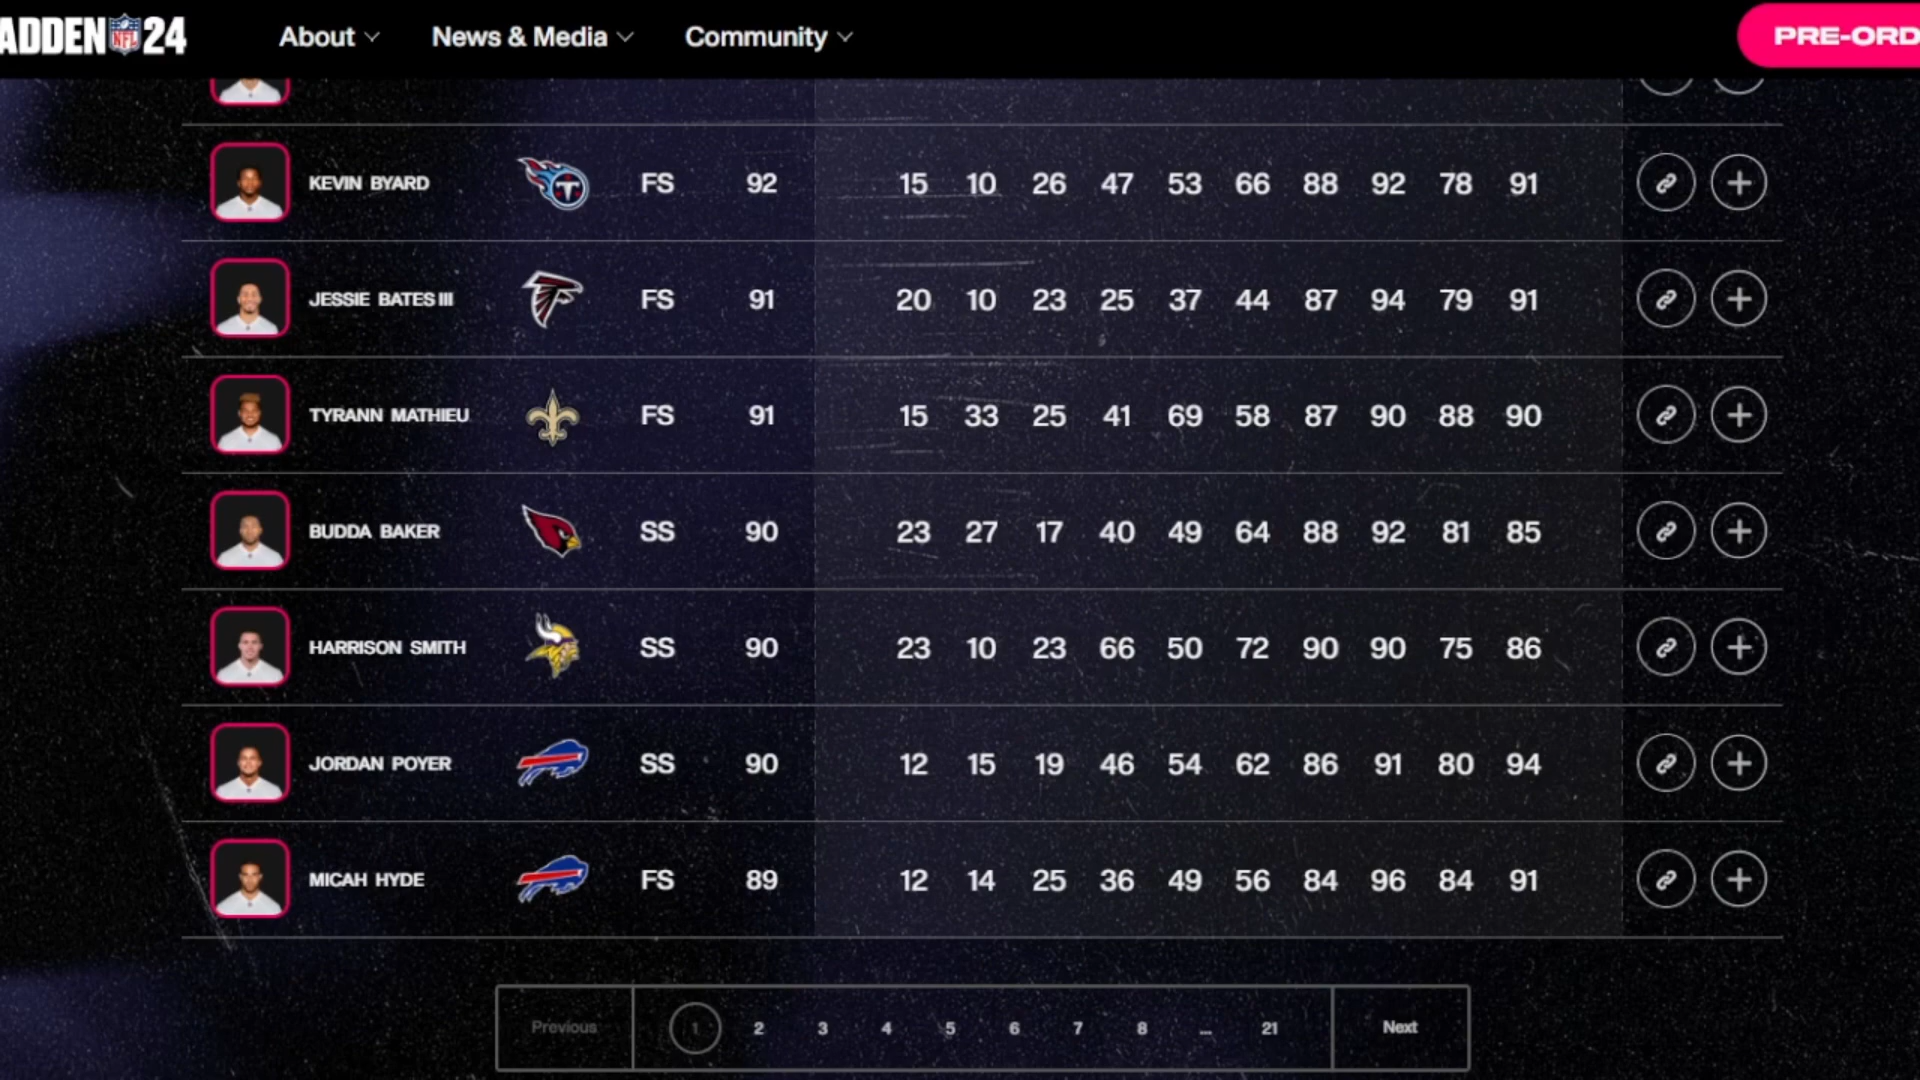 ADDEN NFL 24 About News & Media Community PRE-ORD
KEVIN BYARD FS 92 15 10 26 47 53 66 88 92 78 91
JESSIE BATES III FS 91 20 10 23 25 37 44 87 94 79 91
TYRANN MATHIEU FS 91 15 33 25 41 69 58 87 90 88 90
BUDDA BAKER SS 90 23 27 17 40 49 64 88 92 81 85
HARRISON SMITH SS 90 23 10 23 66 50 72 90 90 75 86
JORDAN POYER SS 90 12 15 19 46 54 62 86 91 80 94
MICAH HYDE FS 89 12 14 25 36 49 56 84 96 84 91
Previous 1 2 3 4 5 6 7 8 ... 21 Next